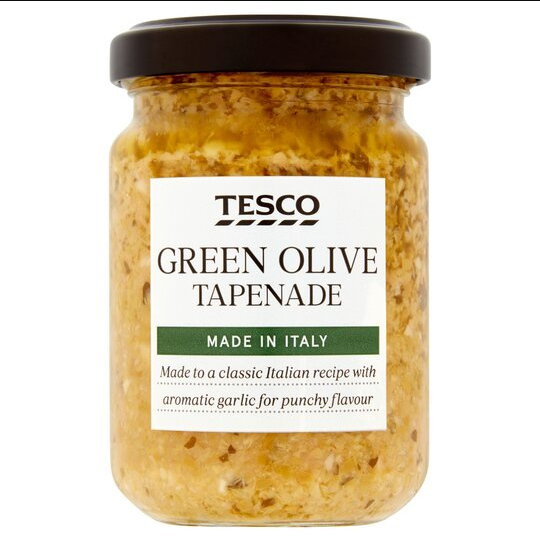 TESCO
GREEN OLIVE
TAPENADE
MADE IN ITALY
Made to a classic Italian recipe with
aromatic garlic for punchy flavour